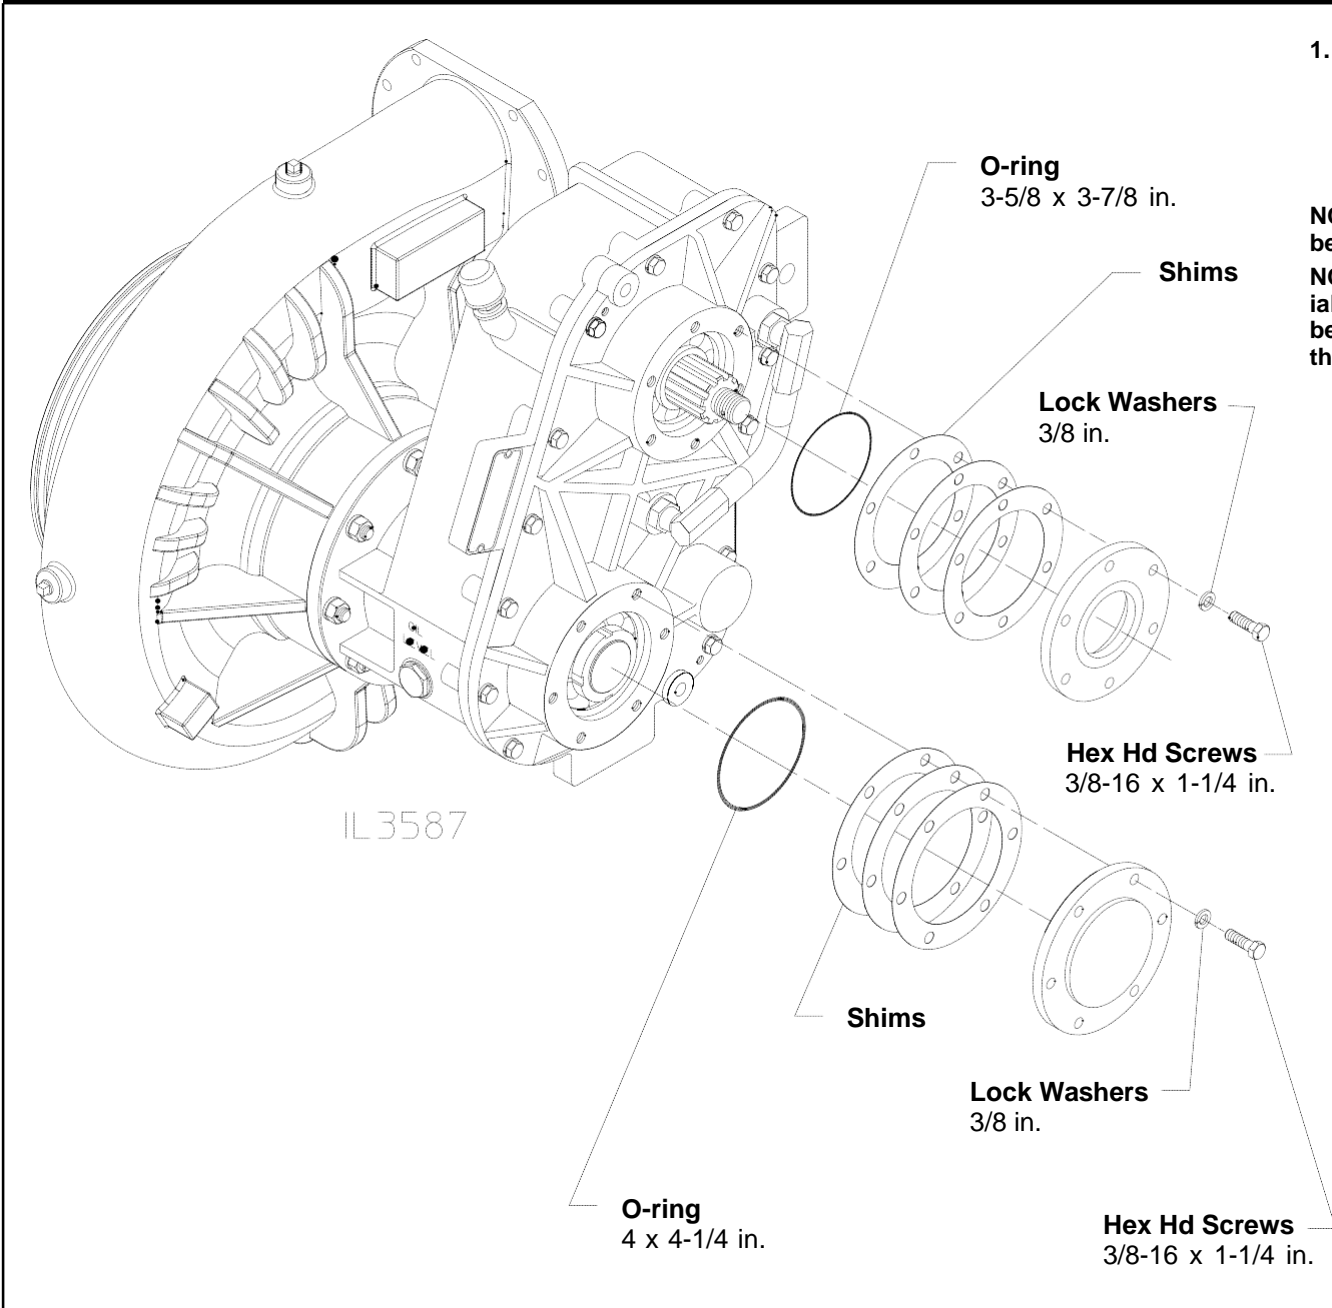 1.
O-ring
3-5/8 x 3-7/8 in.
Shims
Lock Washers
3/8 in.
Hex Hd Screws
3/8-16 x 1-1/4 in.
IL3587
Shims
Lock Washers
3/8 in.
O-ring
4 x 4-1/4 in.
Hex Hd Screws
3/8-16 x 1-1/4 in.